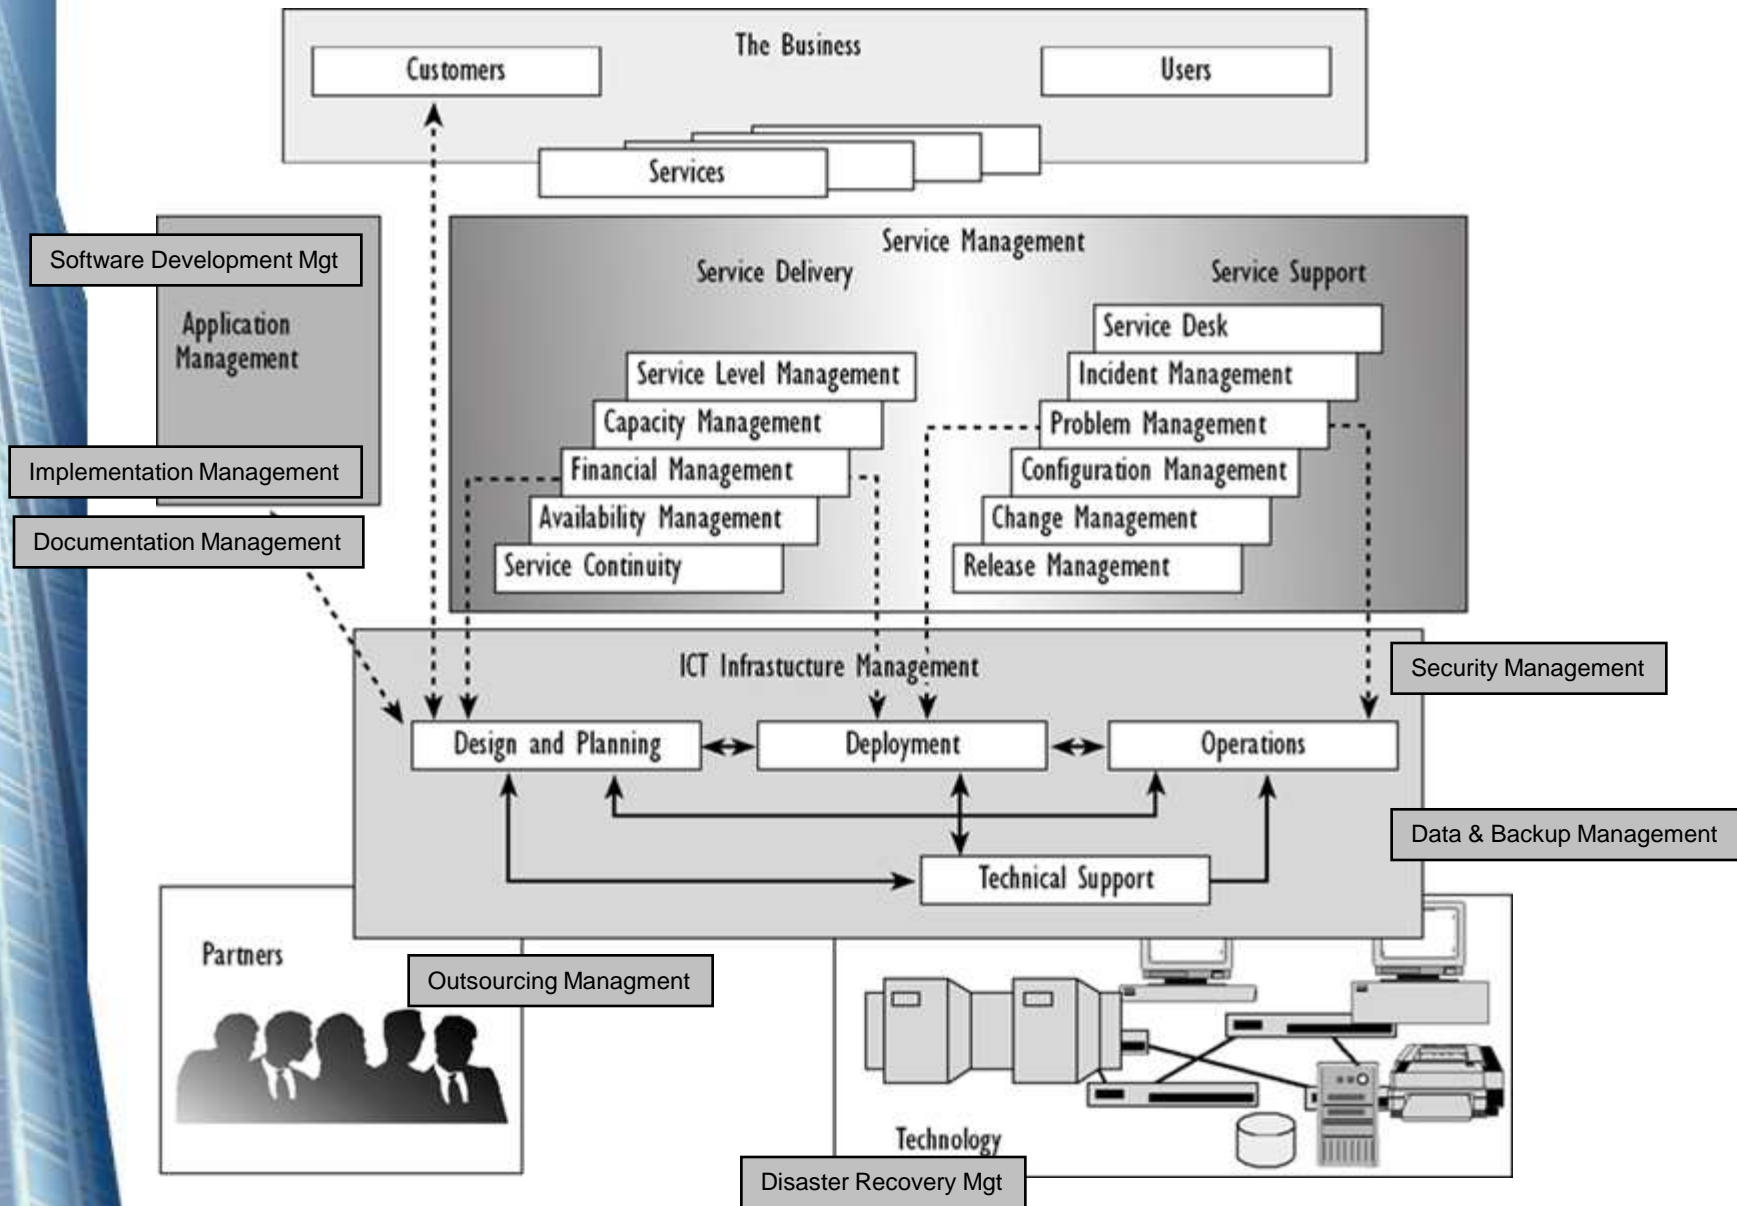 The Business
Customers
Users
Services
Service Management
Service Delivery
Service Support
Software Development Mgt
Application
Management
Service Desk
Service Level Management
Incident Management
Capacity Management
Problem Management
Implementation Management
Financial Management
Configuration Management
Documentation Management
Availability Management
Change Management
Service Continuity
Release Management
ICT Infrastucture Management
Security Management
Design and Planning
Deployment
Operations
Data & Backup Management
Technical Support
Partners
Outsourcing Managment
Technology
Disaster Recovery Mgt